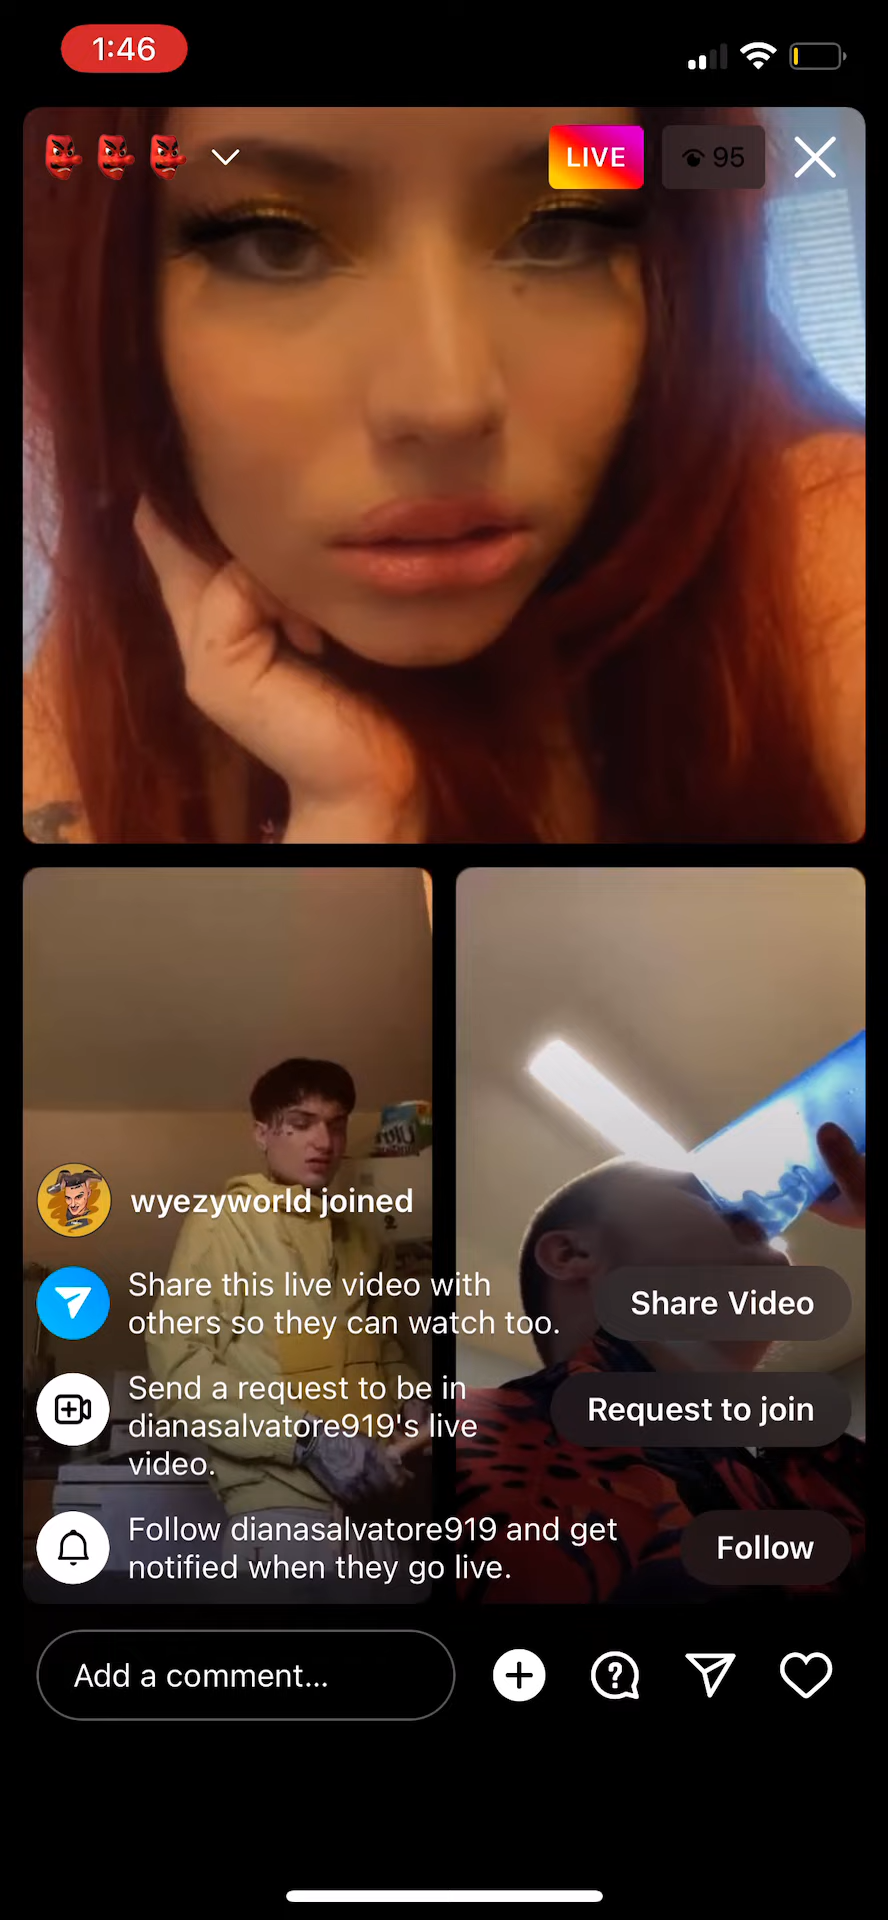 1:46
LIVE
95
wyezyworld joined
Share this live video with
others so they can watch too.
Share Video
Send a request to be in
dianasalvatore919's live
video.
Request to join
Follow dianasalvatore919 and get
notified when they go live.
Follow
Add a comment...